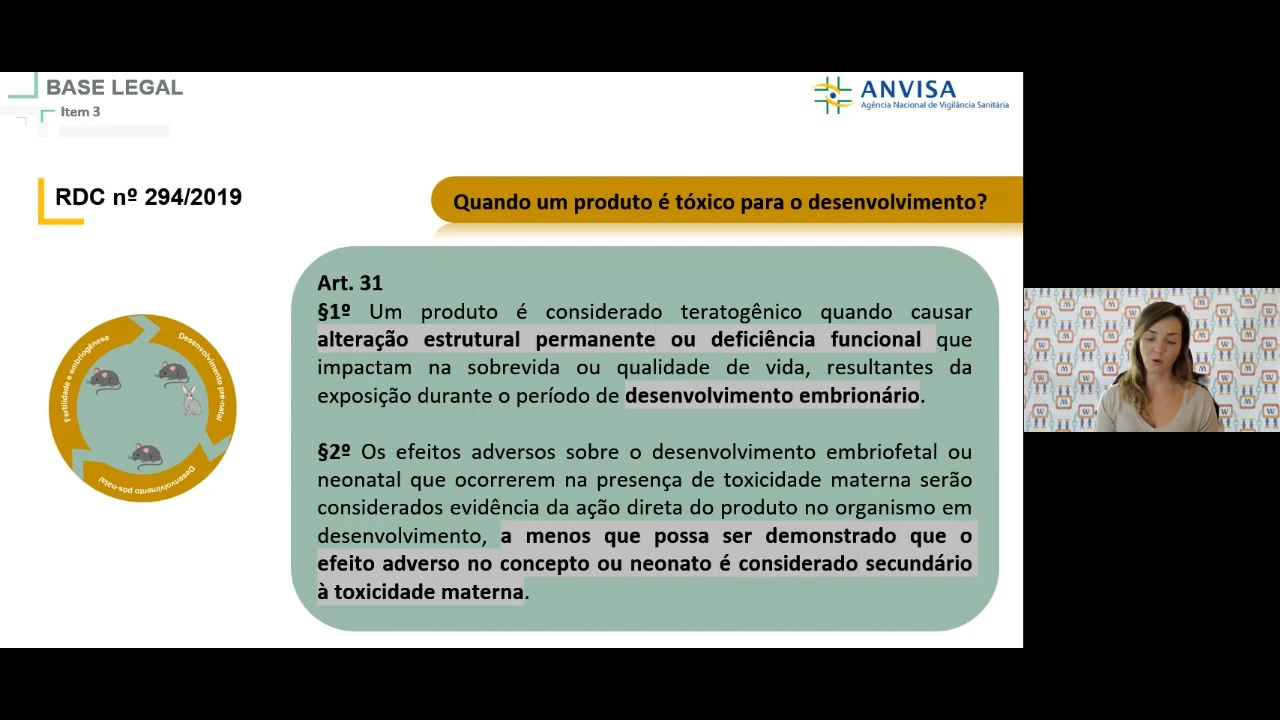 BASE LEGAL
Item 3
ANVISA
Agência Nacional de Vigilância Sanitária
RDC nº 294/2019
Quando um produto é tóxico para o desenvolvimento?
Art. 31
§1º Um produto é considerado teratogênico quando causar
alteração estrutural permanente ou deficiência funcional que
impactam na sobrevida ou qualidade de vida, resultantes da
exposição durante o período de desenvolvimento embrionário.
§2º Os efeitos adversos sobre o desenvolvimento embriofetal ou
neonatal que ocorrerem na presença de toxicidade materna serão
considerados evidência da ação direta do produto no organismo em
desenvolvimento, a menos que possa ser demonstrado que o
efeito adverso no concepto ou neonato é considerado secundário
à toxicidade materna.
Fertilidade e embriogênese
Desenvolvimento pré-natal
Desenvolvimento pós-natal